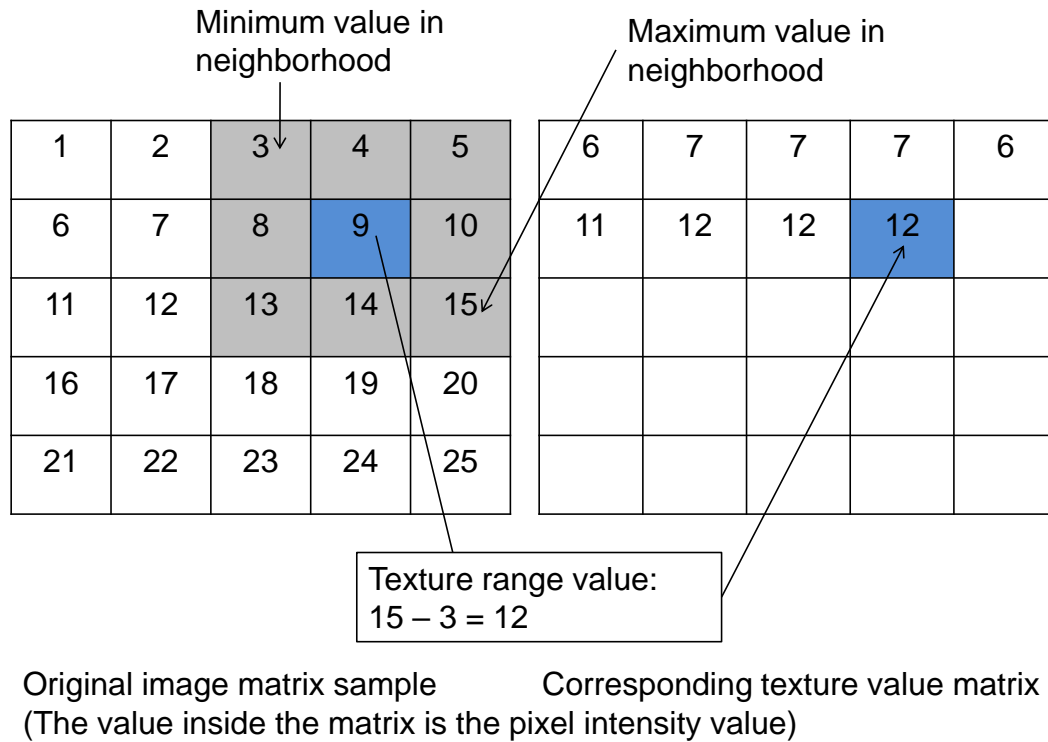 Minimum value in
neighborhood
Maximum value in
neighborhood
1 2 3 4 5
6 7 8 9 10
11 12 13 14 15
16 17 18 19 20
21 22 23 24 25
6 7 7 7 6
11 12 12 12
Texture range value:
15 – 3 = 12
Original image matrix sample
(The value inside the matrix is the pixel intensity value)
Corresponding texture value matrix